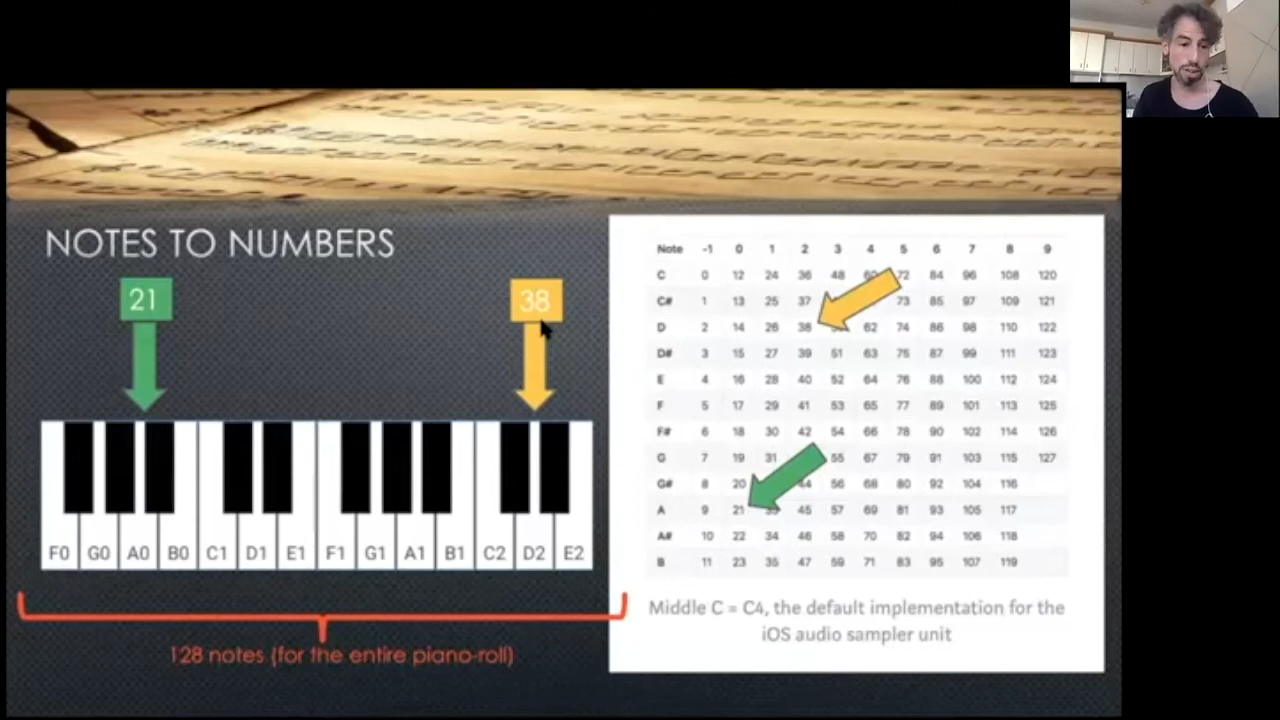 NOTES TO NUMBERS
21
38
F0 G0 A0 B0 C1 D1 E1 F1 G1 A1 B1 C2 D2 E2
128 notes (for the entire piano-roll)
Note -1 0 1 2 3 4 5 6 7 8 9
C 0 12 24 36 48 60 72 84 96 108 120
C# 1 13 25 37 73 85 97 109 121
D 2 14 26 38 62 74 86 98 110 122
D# 3 15 27 39 51 63 75 87 99 111 123
E 4 16 28 40 52 64 76 88 100 112 124
F 5 17 29 41 53 65 77 89 101 113 125
F# 6 18 30 42 54 66 78 90 102 114 126
G 7 19 31 55 67 79 91 103 115 127
G# 8 20 44 56 68 80 92 104 116
A 9 21 45 57 69 81 93 105 117
A# 10 22 34 46 58 70 82 94 106 118
B 11 23 35 47 59 71 83 95 107 119
Middle C = C4, the default implementation for the
iOS audio sampler unit